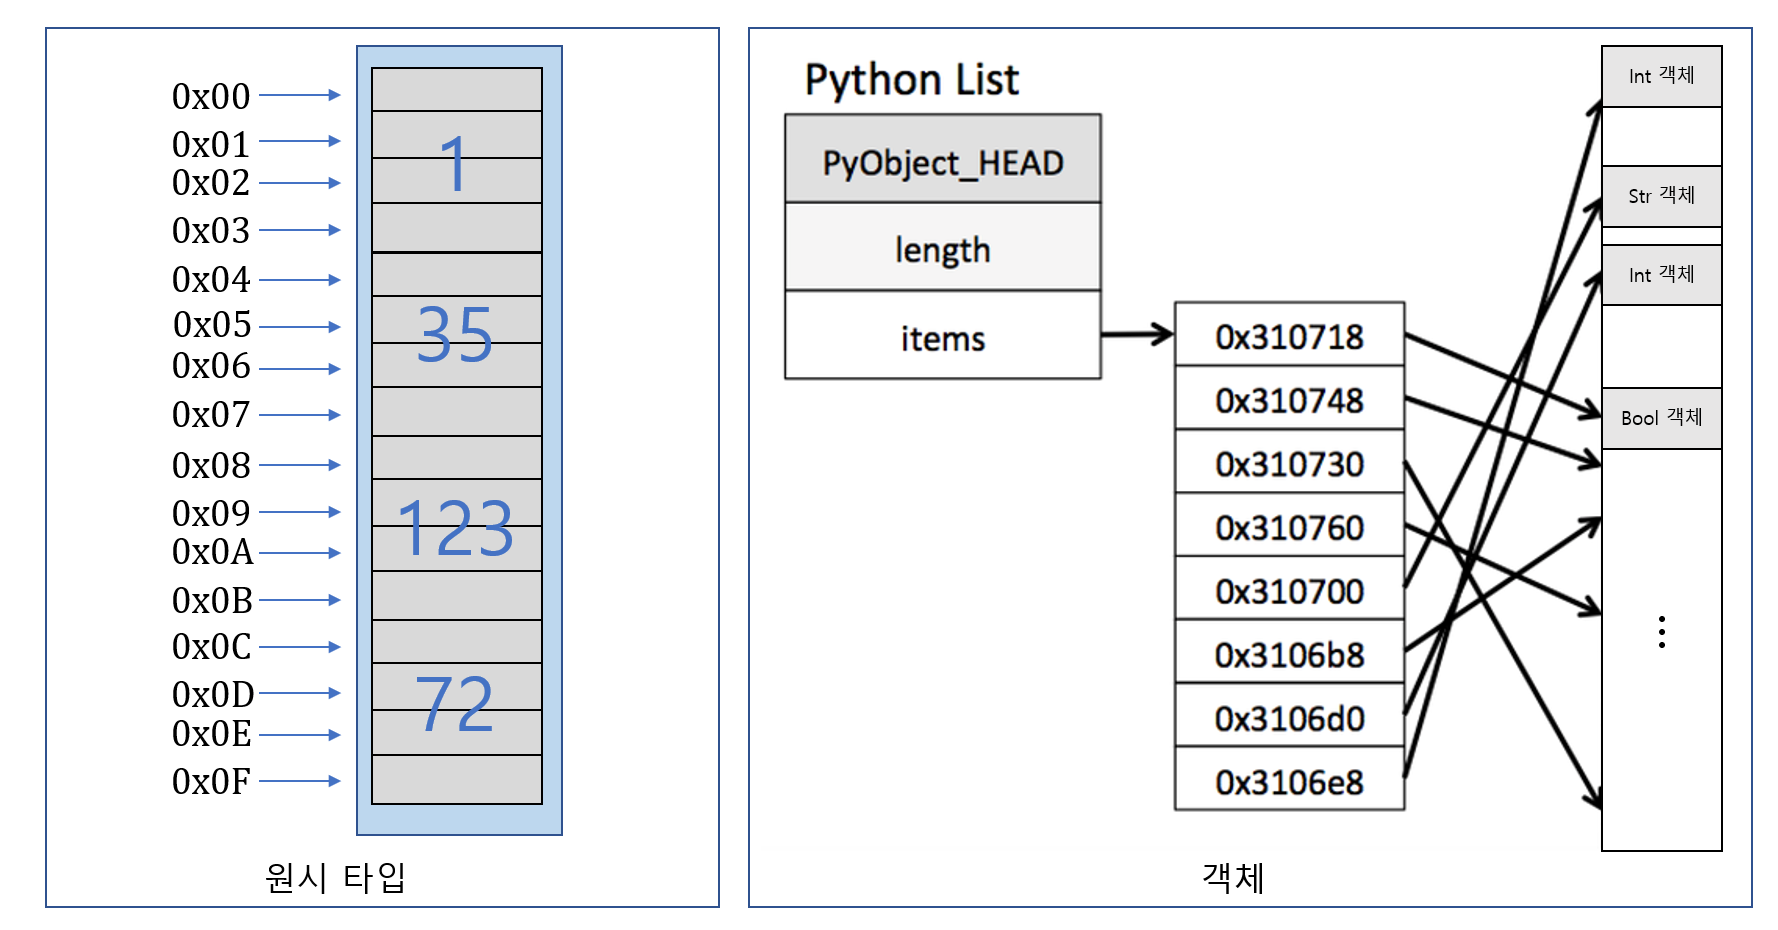 0x00
0x01
0x02
0x03
0x04
0x05
0x06
0x07
0x08
0x09
0x0A
0x0B
0x0C
0x0D
0x0E
0x0F
1
35
123
72
원시 타입
Python List
PyObject_HEAD
length
items
0x310718
0x310748
0x310730
0x310760
0x310700
0x3106b8
0x3106d0
0x3106e8
Int 객체
Str 객체
Int 객체
Bool 객체
⋮
객체